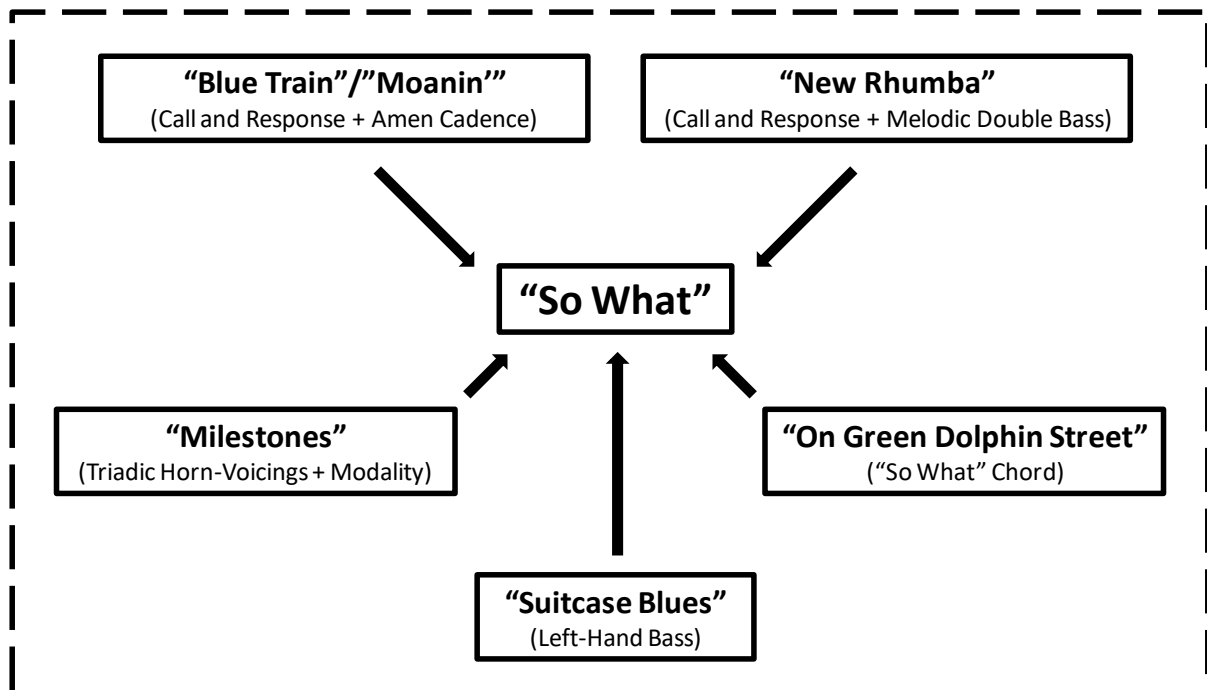 “Blue Train”/”Moanin’”
(Call and Response + Amen Cadence)
“New Rhumba”
(Call and Response + Melodic Double Bass)
“So What”
“Milestones”
(Triadic Horn-Voicings + Modality)
“On Green Dolphin Street”
(“So What” Chord)
“Suitcase Blues”
(Left-Hand Bass)